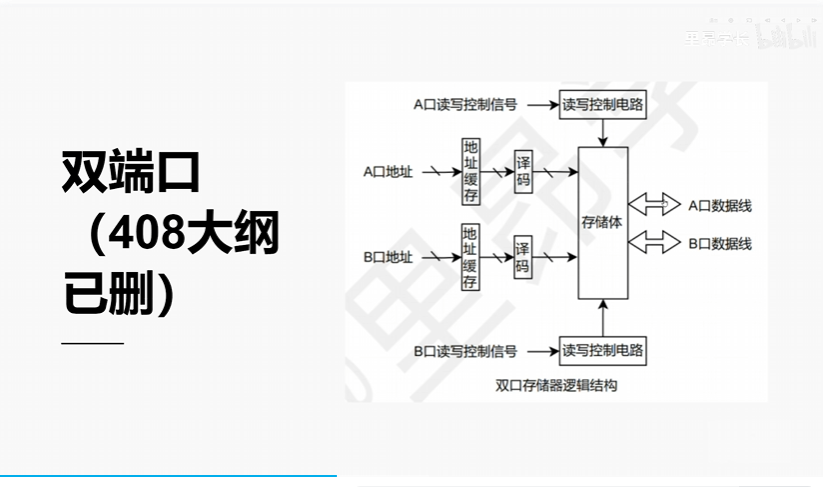 双端口
（408大纲
已删）
A口读写控制信号
读写控制电路
A口地址
地址缓存
译码
存储体
A口数据线
B口数据线
B口地址
地址缓存
译码
B口读写控制信号
读写控制电路
双口存储器逻辑结构
bilibili